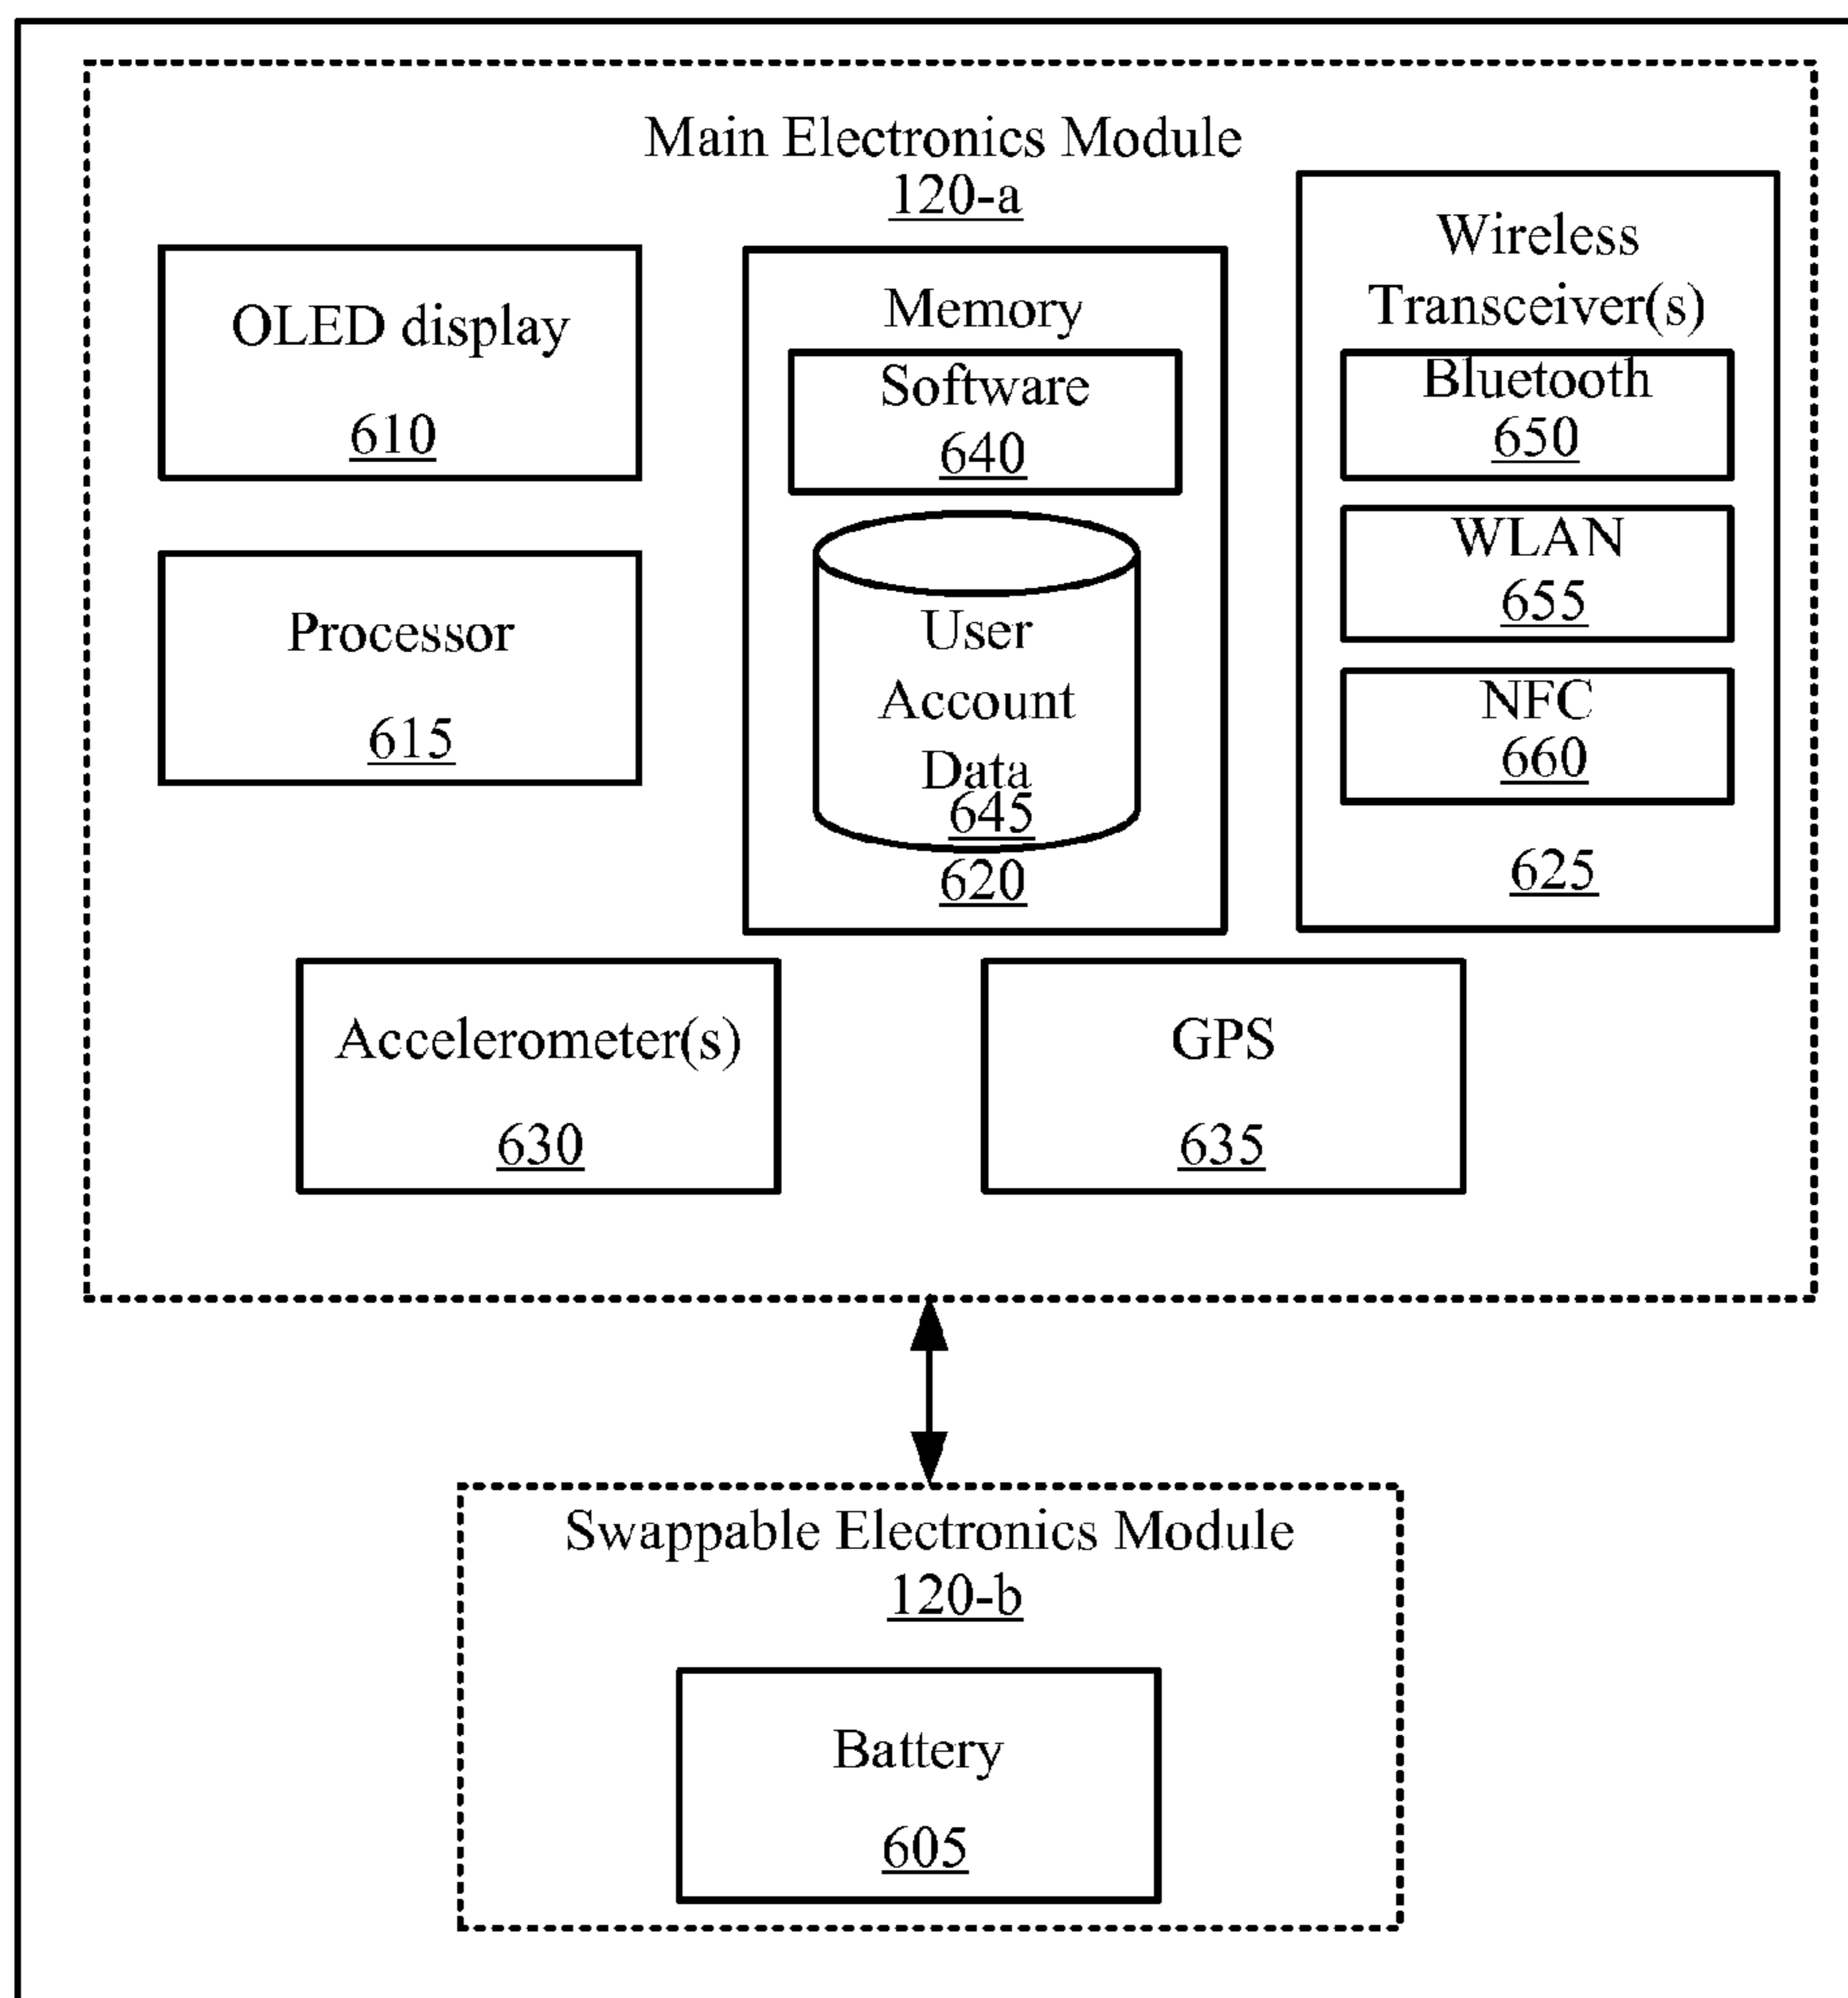 Main Electronics Module
120-a
OLED display
610
Processor
615
Memory
Software
640
User
Account
Data
645
620
Wireless
Transceiver(s)
Bluetooth
650
WLAN
655
NFC
660
625
Accelerometer(s)
630
GPS
635
Swappable Electronics Module
120-b
Battery
605